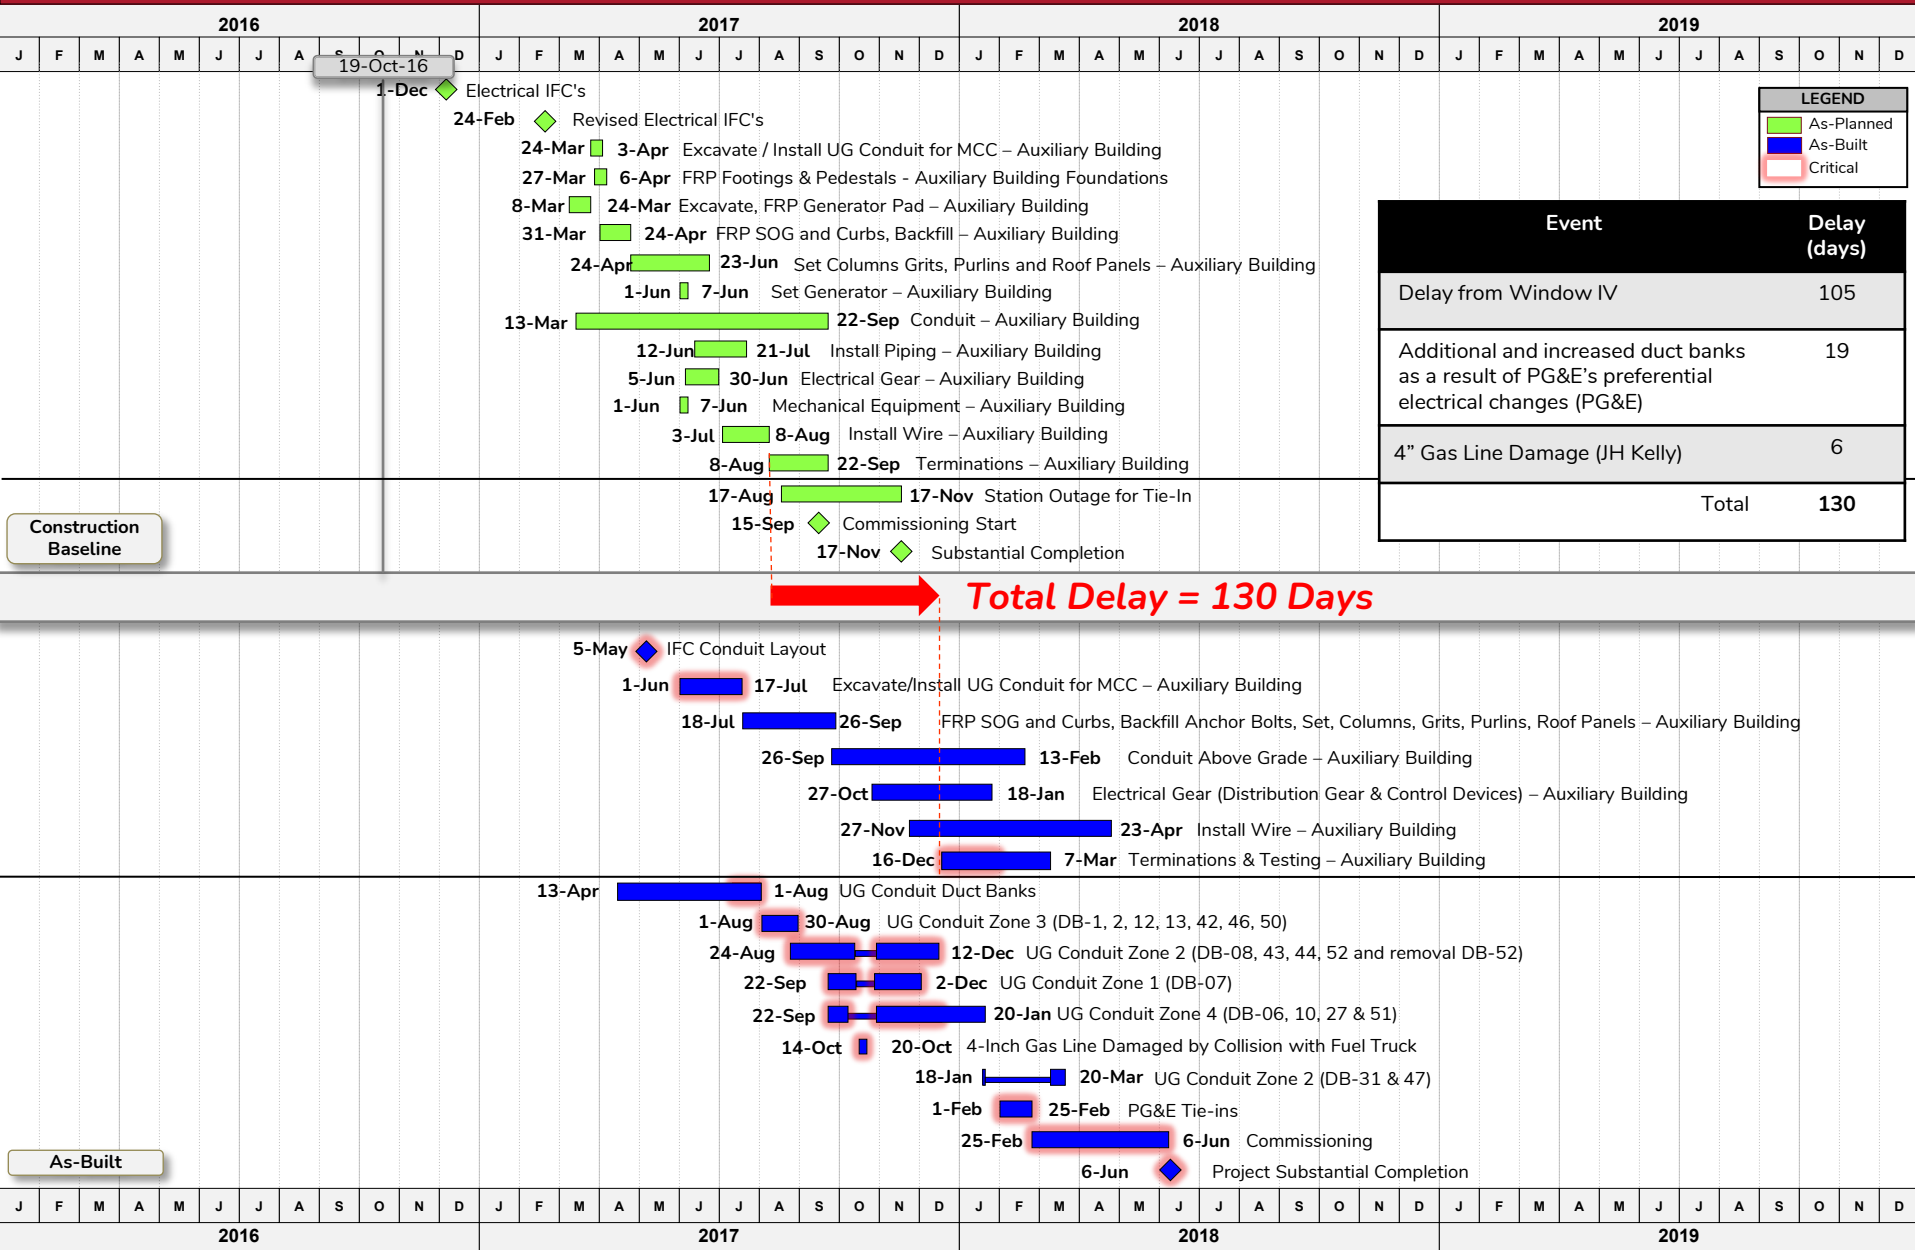 2016 2017 2018 2019
J F M A M J J A S O N D J F M A M J J A S O N D J F M A M J J A S O N D J F M A M J J A S O N D
19-Oct-16
1-Dec Electrical IFC's
24-Feb Revised Electrical IFC's
24-Mar 3-Apr Excavate / Install UG Conduit for MCC – Auxiliary Building
27-Mar 6-Apr FRP Footings & Pedestals - Auxiliary Building Foundations
8-Mar 24-Mar Excavate, FRP Generator Pad – Auxiliary Building
31-Mar 24-Apr FRP SOG and Curbs, Backfill – Auxiliary Building
24-Apr 23-Jun Set Columns Grits, Purlins and Roof Panels – Auxiliary Building
1-Jun 7-Jun Set Generator – Auxiliary Building
13-Mar 22-Sep Conduit – Auxiliary Building
12-Jun 21-Jul Install Piping – Auxiliary Building
5-Jun 30-Jun Electrical Gear – Auxiliary Building
1-Jun 7-Jun Mechanical Equipment – Auxiliary Building
3-Jul 8-Aug Install Wire – Auxiliary Building
8-Aug 22-Sep Terminations – Auxiliary Building
17-Aug 17-Nov Station Outage for Tie-In
15-Sep Commissioning Start
17-Nov Substantial Completion
Construction
Baseline
LEGEND
As-Planned
As-Built
Critical
Event Delay
(days)
Delay from Window IV 105
Additional and increased duct banks 19
as a result of PG&E’s preferential
electrical changes (PG&E)
4” Gas Line Damage (JH Kelly) 6
Total 130
Total Delay = 130 Days
5-May IFC Conduit Layout
1-Jun 17-Jul Excavate/Install UG Conduit for MCC – Auxiliary Building
18-Jul 26-Sep FRP SOG and Curbs, Backfill Anchor Bolts, Set, Columns, Grits, Purlins, Roof Panels – Auxiliary Building
26-Sep 13-Feb Conduit Above Grade – Auxiliary Building
27-Oct 18-Jan Electrical Gear (Distribution Gear & Control Devices) – Auxiliary Building
27-Nov 23-Apr Install Wire – Auxiliary Building
16-Dec 7-Mar Terminations & Testing – Auxiliary Building
13-Apr 1-Aug UG Conduit Duct Banks
1-Aug 30-Aug UG Conduit Zone 3 (DB-1, 2, 12, 13, 42, 46, 50)
24-Aug 12-Dec UG Conduit Zone 2 (DB-08, 43, 44, 52 and removal DB-52)
22-Sep 2-Dec UG Conduit Zone 1 (DB-07)
22-Sep 20-Jan UG Conduit Zone 4 (DB-06, 10, 27 & 51)
14-Oct 20-Oct 4-Inch Gas Line Damaged by Collision with Fuel Truck
18-Jan 20-Mar UG Conduit Zone 2 (DB-31 & 47)
1-Feb 25-Feb PG&E Tie-ins
25-Feb 6-Jun Commissioning
6-Jun Project Substantial Completion
As-Built
J F M A M J J A S O N D J F M A M J J A S O N D J F M A M J J A S O N D J F M A M J J A S O N D
2016 2017 2018 2019